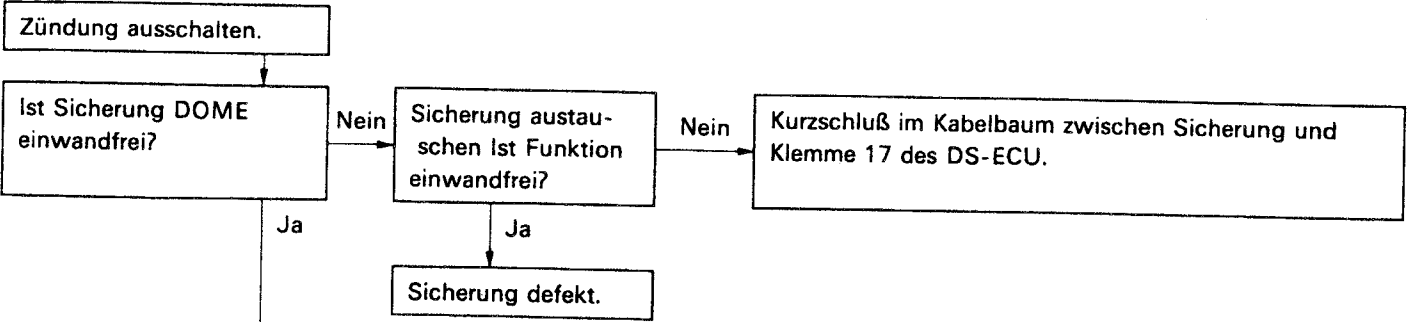 Zündung ausschalten.
Ist Sicherung DOME
einwandfrei?
Nein
Sicherung austau-
schen Ist Funktion
einwandfrei?
Nein
Kurzschluß im Kabelbaum zwischen Sicherung und
Klemme 17 des DS-ECU.
Ja
Ja
Sicherung defekt.